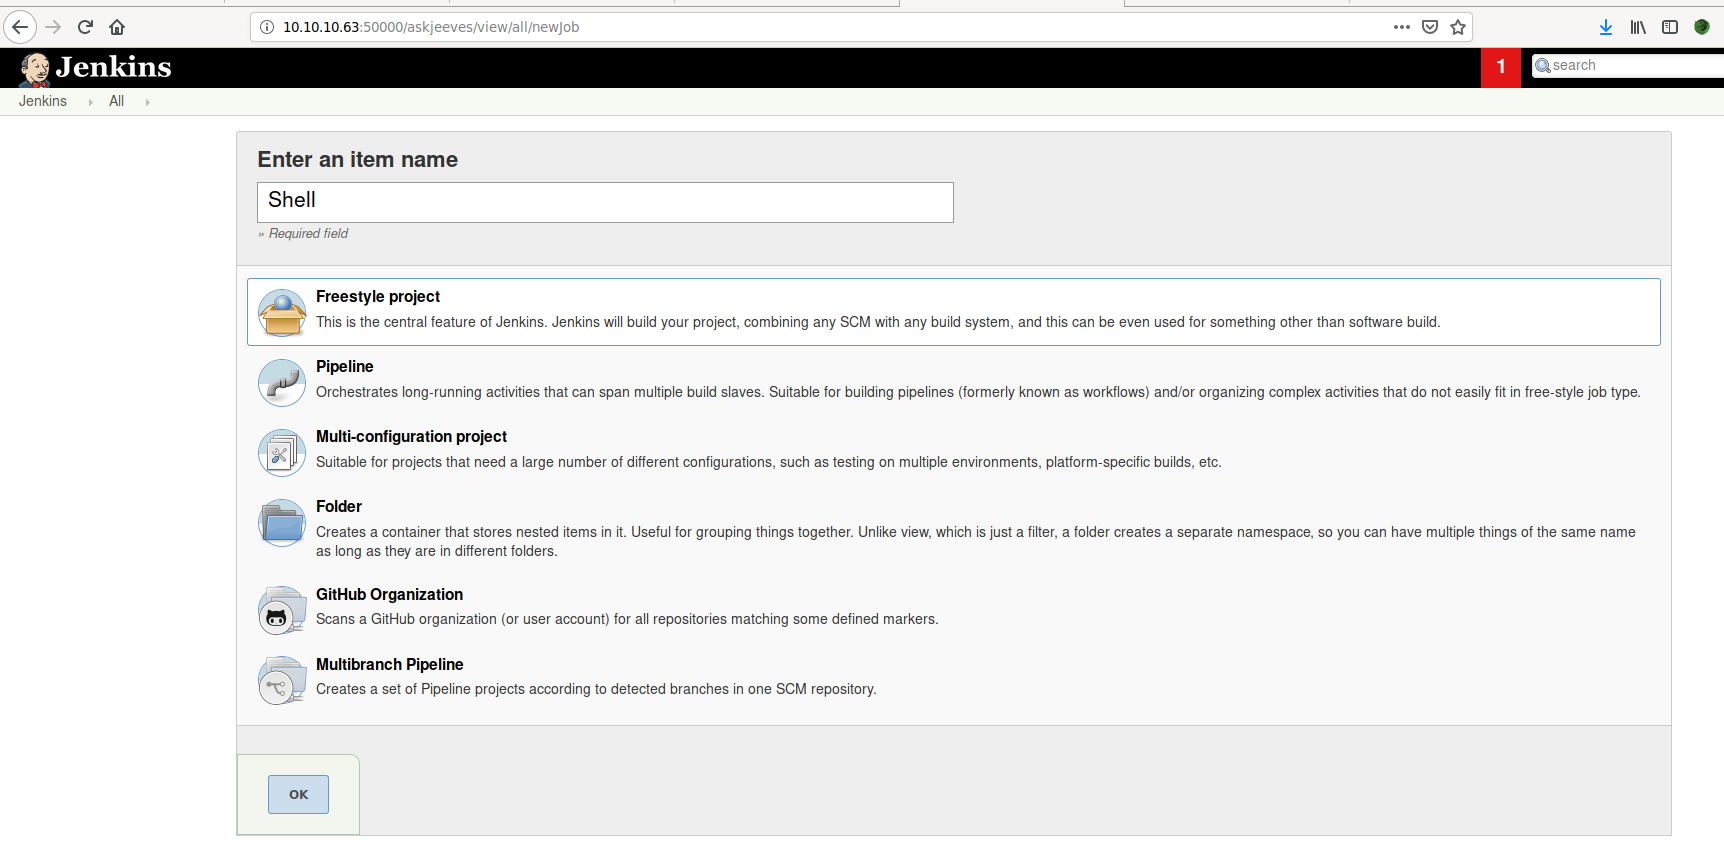 10.10.10.63:50000/askjeeves/view/all/newJob
Jenkins
1
search
Jenkins
All
Enter an item name
Shell
» Required field
Freestyle project
This is the central feature of Jenkins. Jenkins will build your project, combining any SCM with any build system, and this can be even used for something other than software build.
Pipeline
Orchestrates long-running activities that can span multiple build slaves. Suitable for building pipelines (formerly known as workflows) and/or organizing complex activities that do not easily fit in free-style job type.
Multi-configuration project
Suitable for projects that need a large number of different configurations, such as testing on multiple environments, platform-specific builds, etc.
Folder
Creates a container that stores nested items in it. Useful for grouping things together. Unlike view, which is just a filter, a folder creates a separate namespace, so you can have multiple things of the same name
as long as they are in different folders.
GitHub Organization
Scans a GitHub organization (or user account) for all repositories matching some defined markers.
Multibranch Pipeline
Creates a set of Pipeline projects according to detected branches in one SCM repository.
OK